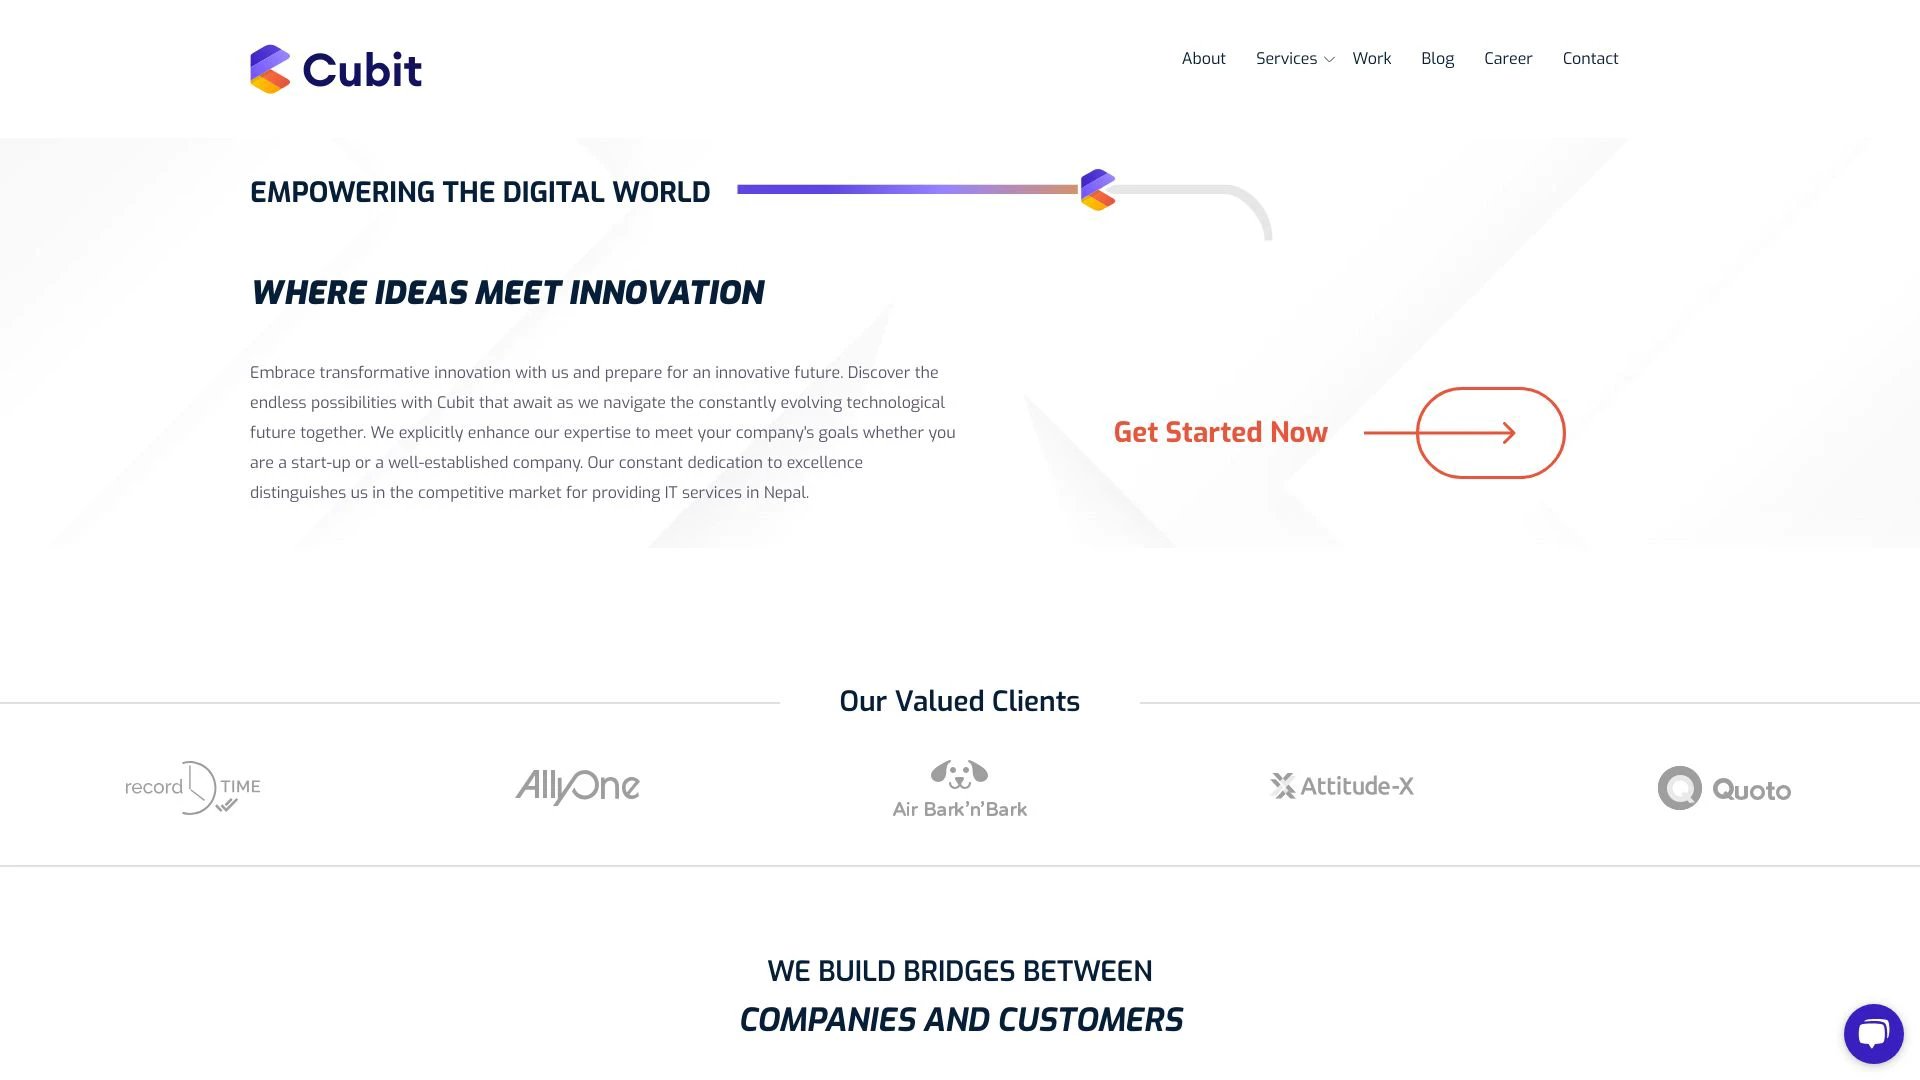 Cubit
About Services Work Blog Career Contact
EMPOWERING THE DIGITAL WORLD
WHERE IDEAS MEET INNOVATION
Embrace transformative innovation with us and prepare for an innovative future. Discover the
endless possibilities with Cubit that await as we navigate the constantly evolving technological
future together. We explicitly enhance our expertise to meet your company's goals whether you
are a start-up or a well-established company. Our constant dedication to excellence
distinguishes us in the competitive market for providing IT services in Nepal.
Get Started Now
Our Valued Clients
record TIME
AllyOne
Air Bark'n'Bark
Attitude-X
Quoto
WE BUILD BRIDGES BETWEEN
COMPANIES AND CUSTOMERS